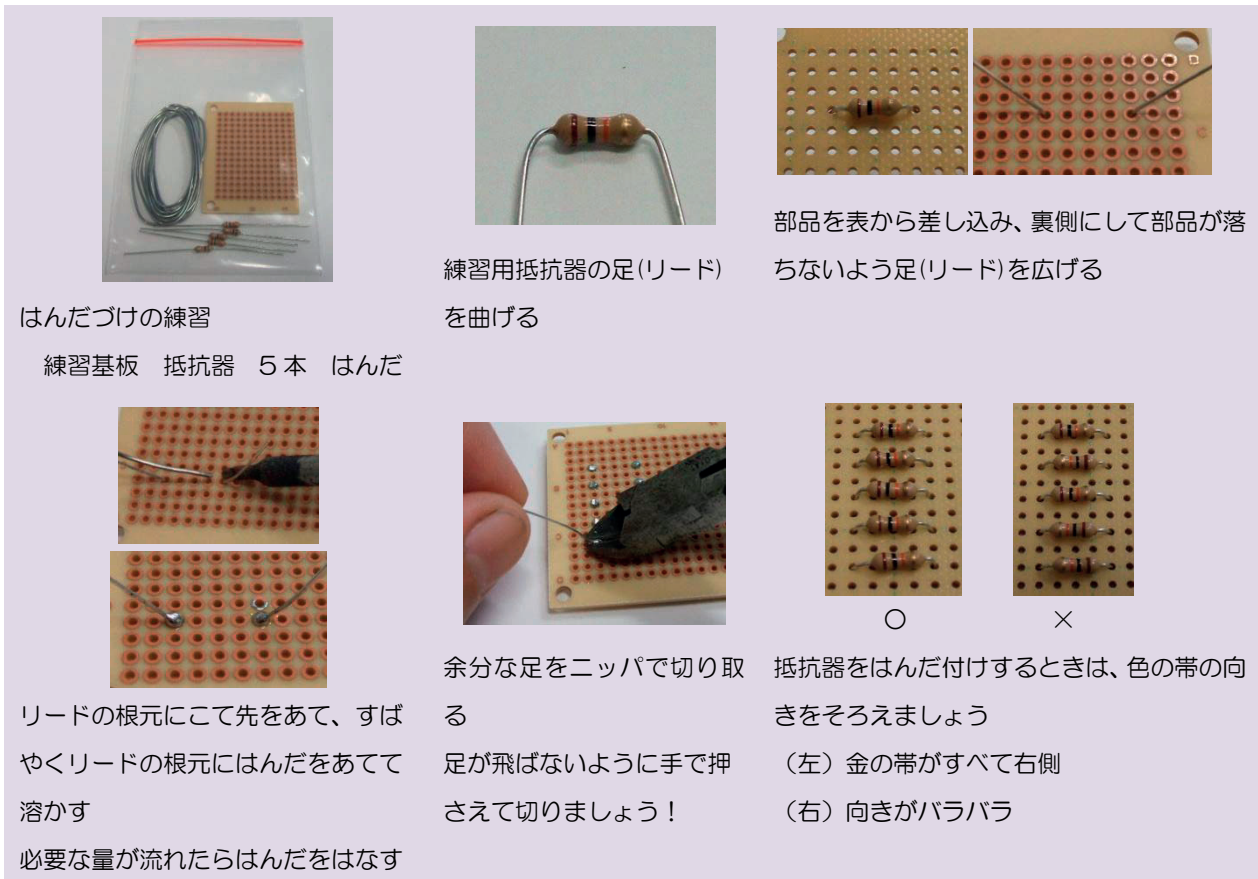 はんだづけの練習
練習基板　抵抗器　５本　はんだ
練習用抵抗器の足(リード)
を曲げる
部品を表から差し込み、裏側にして部品が落
ちないよう足(リード)を広げる
リードの根元にこて先をあて、すば
やくリードの根元にはんだをあてて
溶かす
必要な量が流れたらはんだをはなす
余分な足をニッパで切り取
る
足が飛ばないように手で押
さえて切りましょう！
○　×
抵抗器をはんだ付けするときは、色の帯の向
きをそろえましょう
（左）金の帯がすべて右側
（右）向きがバラバラ